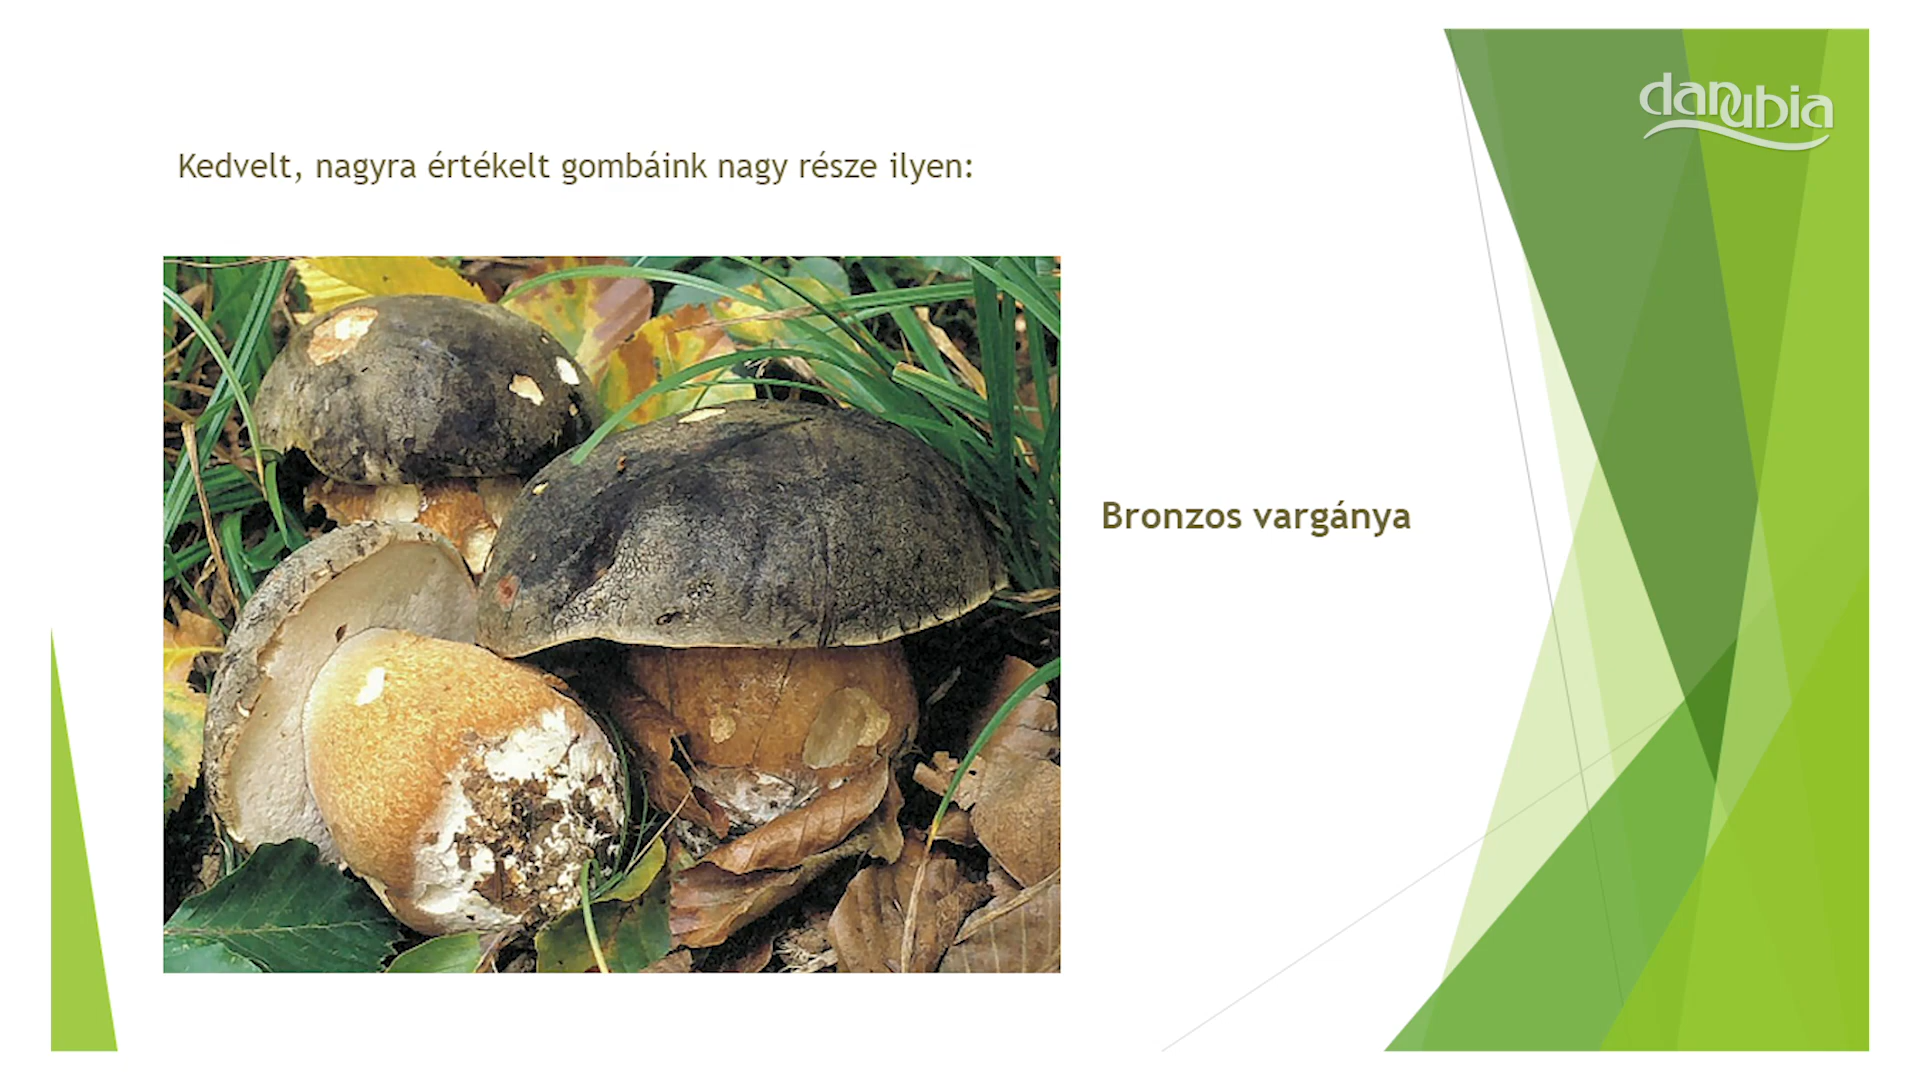 danubia
Kedvelt, nagyra értékelt gombáink nagy része ilyen:
Bronzos vargánya